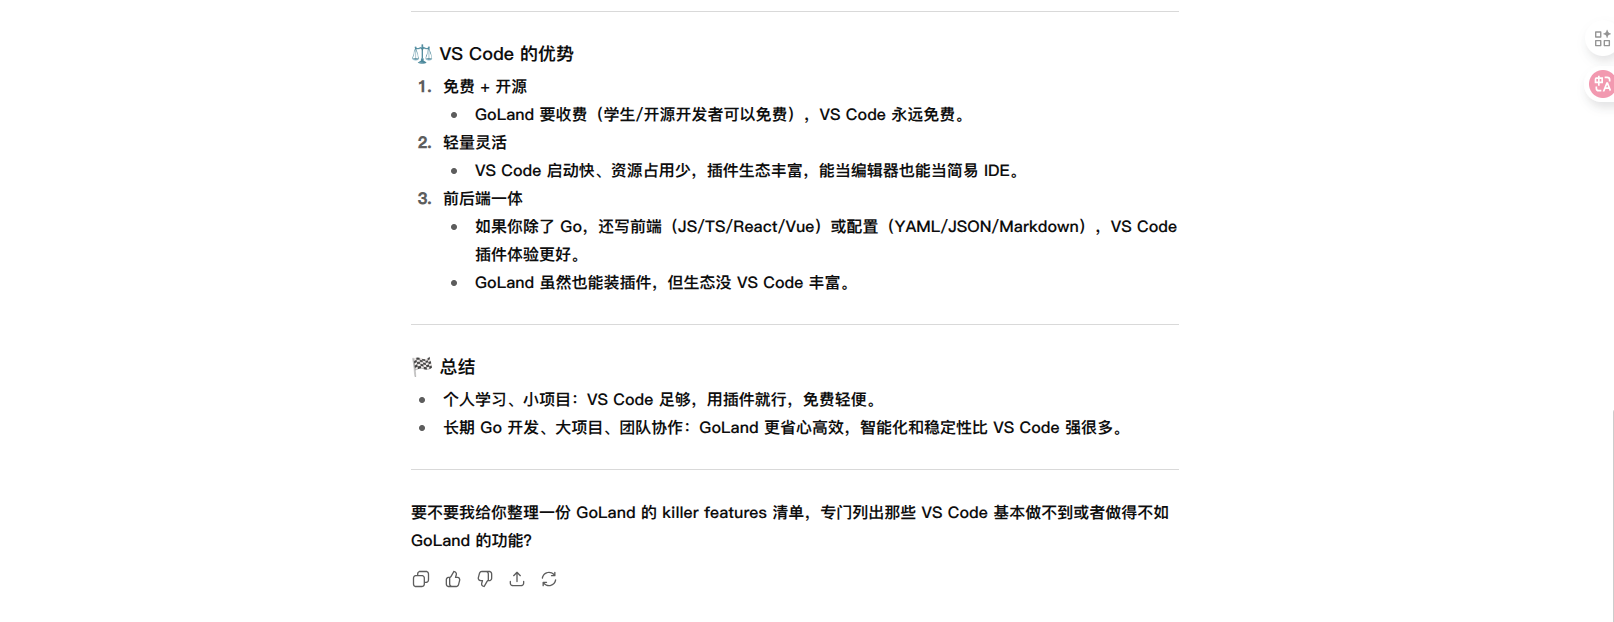 ⚖️ VS Code 的优势
1. 免费 + 开源
• GoLand 要收费（学生/开源开发者可以免费），VS Code 永远免费。
2. 轻量灵活
• VS Code 启动快、资源占用少，插件生态丰富，能当编辑器也能当简易 IDE。
3. 前后端一体
• 如果你除了 Go，还写前端（JS/TS/React/Vue）或配置（YAML/JSON/Markdown），VS Code
插件体验更好。
• GoLand 虽然也能装插件，但生态没 VS Code 丰富。
🏁 总结
• 个人学习、小项目：VS Code 足够，用插件就行，免费轻便。
• 长期 Go 开发、大项目、团队协作：GoLand 更省心高效，智能化和稳定性比 VS Code 强很多。
要不要我给你整理一份 GoLand 的 killer features 清单，专门列出那些 VS Code 基本做不到或者做得不如
GoLand 的功能？